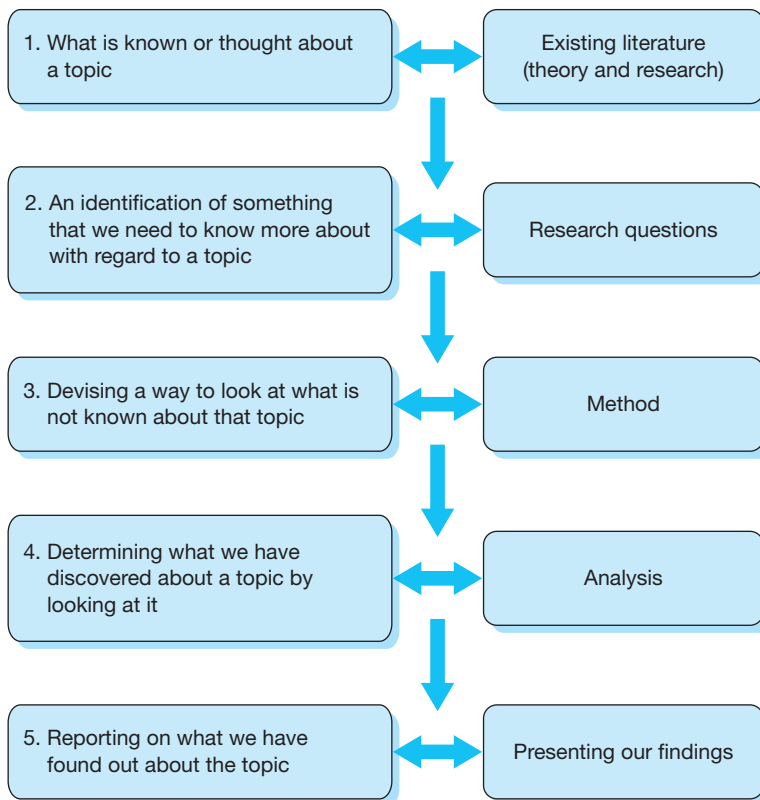 1. What is known or thought about
a topic
Existing literature
(theory and research)
2. An identification of something
that we need to know more about
with regard to a topic
Research questions
3. Devising a way to look at what is
not known about that topic
Method
4. Determining what we have
discovered about a topic by
looking at it
Analysis
5. Reporting on what we have
found out about the topic
Presenting our findings